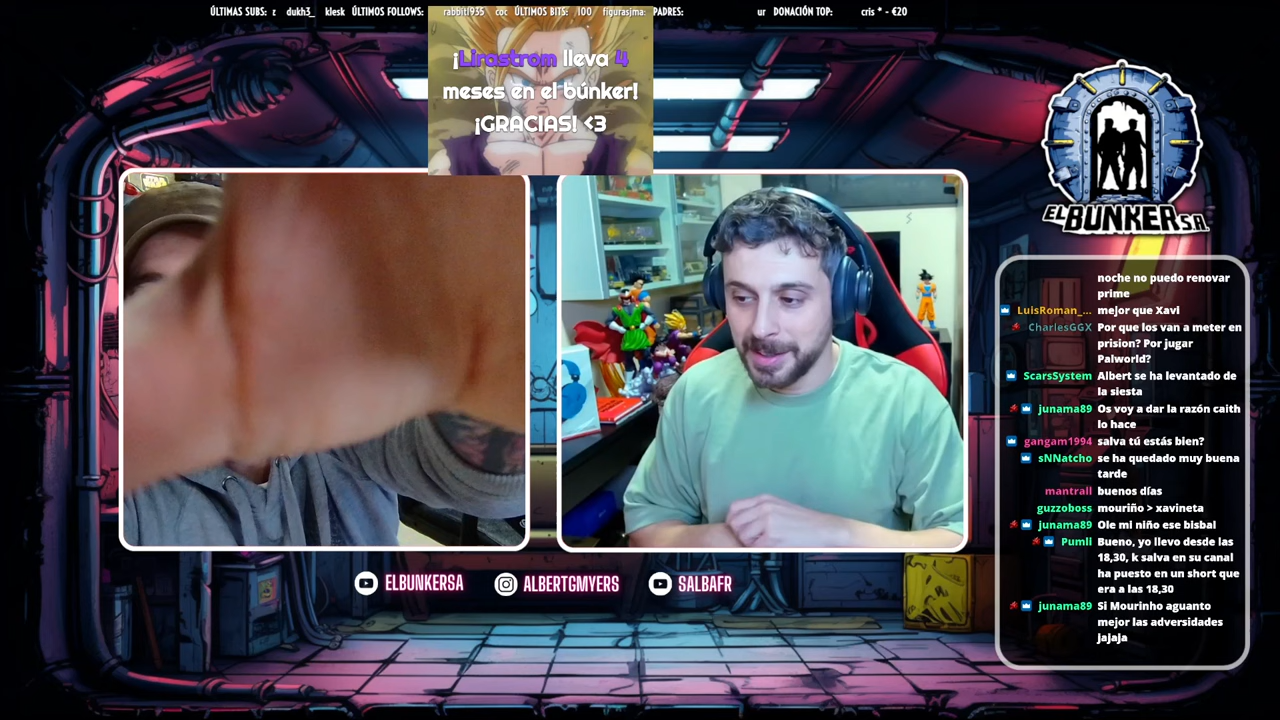 ÚLTIMAS SUBS: dukh3_ klesk ÚLTIMOS FOLLOWS: rabbit1935 coc ÚLTIMOS BITS: 100 figurasjma: PADRES: ur DONACIÓN TOP: cris * - €20
¡Lirastrom lleva 4
meses en el búnker!
¡GRACIAS! <3
EL BUNKER S.A.
noche no puedo renovar
prime
LuisRoman_... mejor que Xavi
CharlesGGX Por que los van a meter en
prision? Por jugar
Palworld?
ScarsSystem Albert se ha levantado de
la siesta
junama89 Os voy a dar la razón caith
lo hace
gangam1994 salva tú estás bien?
sNNatcho se ha quedado muy buena
tarde
mantrall buenos días
guzzoboss mouriño > xavineta
junama89 Ole mi niño ese bisbal
Pumli Bueno, yo llevo desde las
18,30, k salva en su canal
ha puesto en un short que
era a las 18,30
junama89 Si Mourinho aguanto
mejor las adversidades
jajaja
ELBUNKERSA ALBERTGMYERS SALBAFR